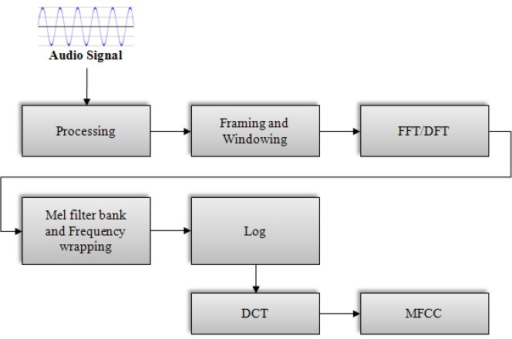 Audio Signal
Processing
Framing and
Windowing
FFT/DFT
Mel filter bank
and Frequency
wrapping
Log
DCT
MFCC